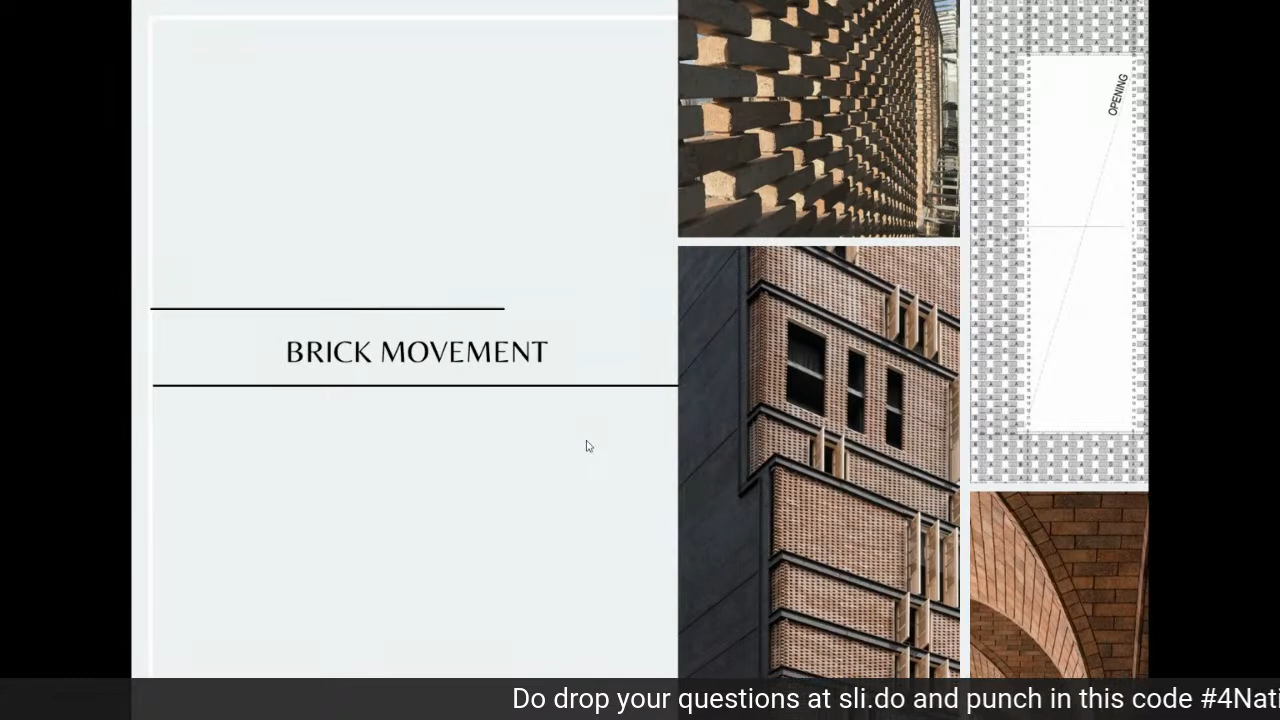 BRICK MOVEMENT
OPENING
Do drop your questions at sli.do and punch in this code #4Nati